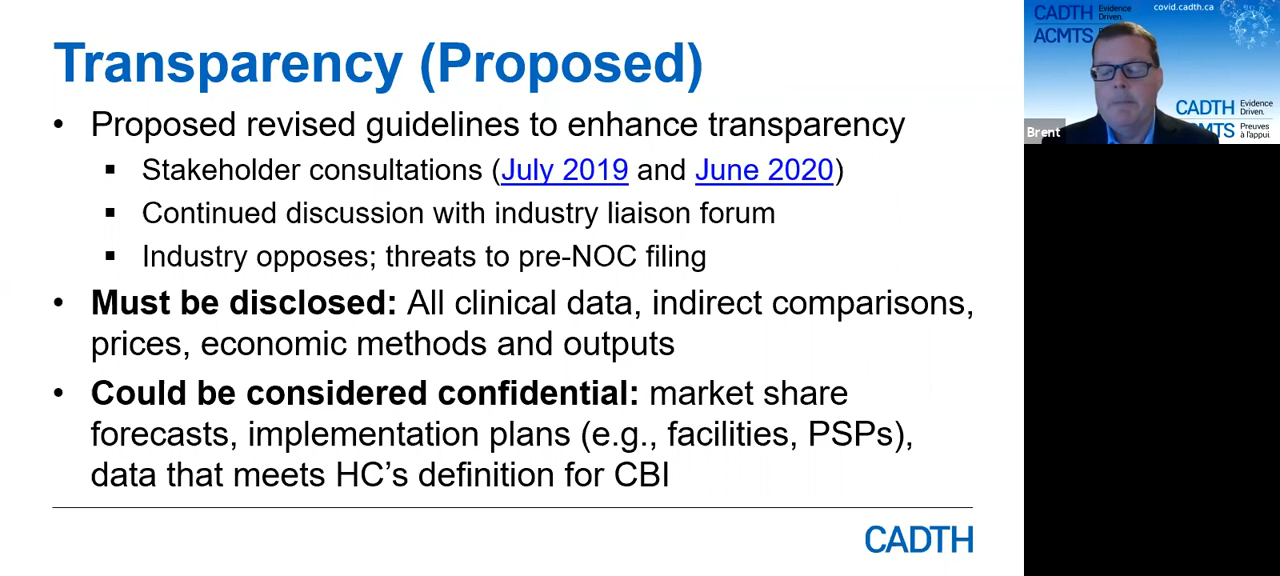 Transparency (Proposed)
• Proposed revised guidelines to enhance transparency
▪ Stakeholder consultations (July 2019 and June 2020)
▪ Continued discussion with industry liaison forum
▪ Industry opposes; threats to pre-NOC filing
• Must be disclosed: All clinical data, indirect comparisons,
prices, economic methods and outputs
• Could be considered confidential: market share
forecasts, implementation plans (e.g., facilities, PSPs),
data that meets HC's definition for CBI
CADTH
CADTH Evidence
Driven.
ACMTS
covid.cadth.ca
CADTH Evidence
Driven.
Preuves
à l'appui.
Brent